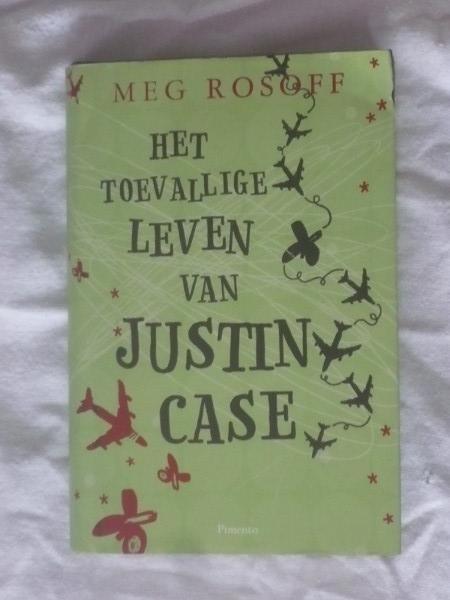 MEG ROSOFF
HET
TOEVALLIGE
LEVEN
VAN
JUSTIN
CASE
Pimento